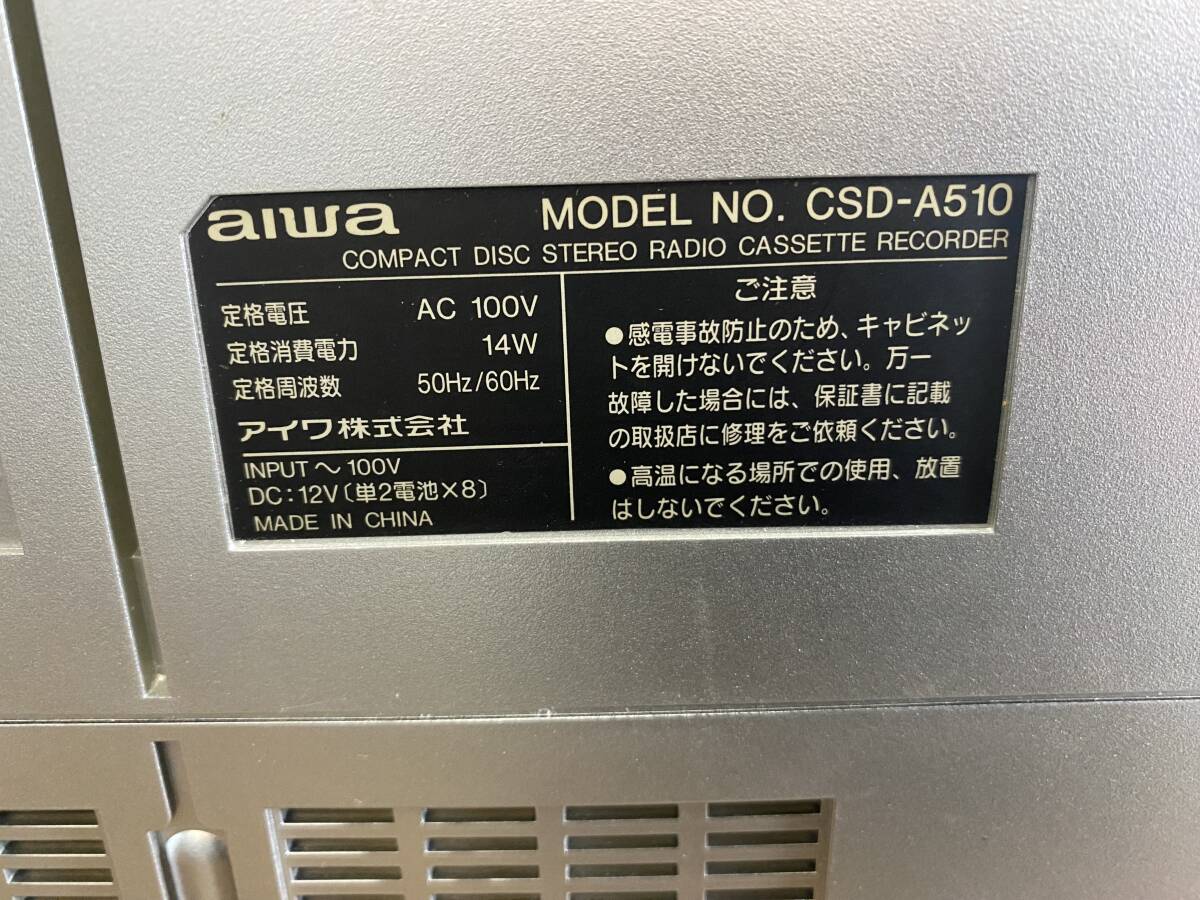 aiwa MODEL NO. CSD-A510
COMPACT DISC STEREO RADIO CASSETTE RECORDER
定格電圧 AC 100V
定格消費電力 14W
定格周波数 50Hz/60Hz
アイワ株式会社
INPUT～100V
DC:12V〔単2電池×8〕
MADE IN CHINA
ご注意
●感電事故防止のため、キャビネッ
トを開けないでください。万一
故障した場合には、保証書に記載
の取扱店に修理をご依頼ください。
●高温になる場所での使用、放置
はしないでください。